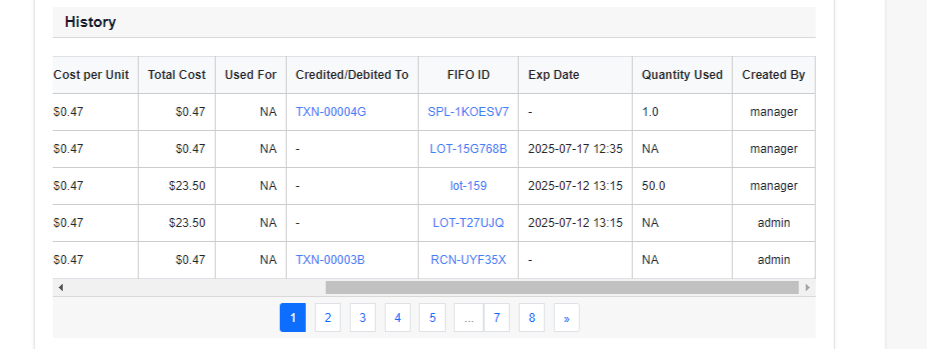 History
Cost per Unit Total Cost Used For Credited/Debited To FIFO ID Exp Date Quantity Used Created By
$0.47 $0.47 NA TXN-00004G SPL-1KOESV7 - 1.0 manager
$0.47 $0.47 NA - LOT-15G768B 2025-07-17 12:35 NA manager
$0.47 $23.50 NA - lot-159 2025-07-12 13:15 50.0 manager
$0.47 $23.50 NA - LOT-T27UJQ 2025-07-12 13:15 NA admin
$0.47 $0.47 NA TXN-00003B RCN-UYF35X - NA admin
1 2 3 4 5 ... 7 8 »